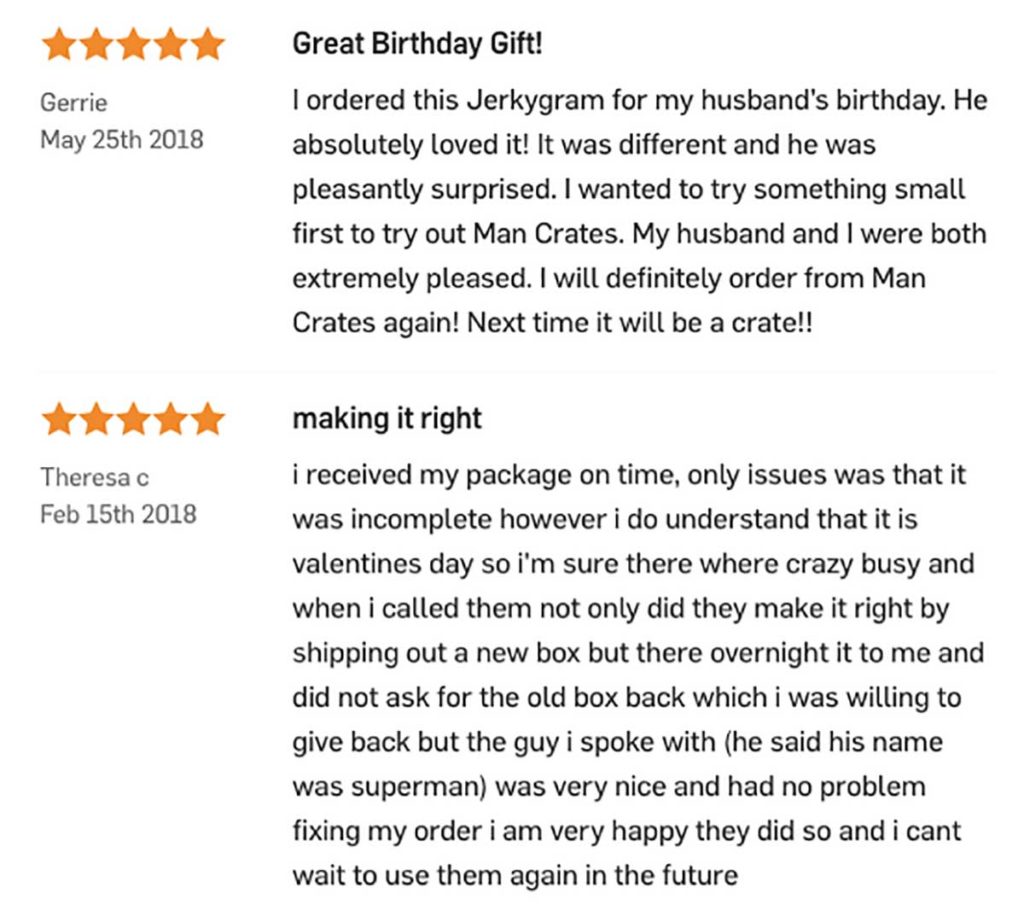 Great Birthday Gift!
Gerrie
May 25th 2018
I ordered this Jerkygram for my husband's birthday. He
absolutely loved it! It was different and he was
pleasantly surprised. I wanted to try something small
first to try out Man Crates. My husband and I were both
extremely pleased. I will definitely order from Man
Crates again! Next time it will be a crate!!
making it right
Theresa c
Feb 15th 2018
i received my package on time, only issues was that it
was incomplete however i do understand that it is
valentines day so i'm sure there where crazy busy and
when i called them not only did they make it right by
shipping out a new box but there overnight it to me and
did not ask for the old box back which i was willing to
give back but the guy i spoke with (he said his name
was superman) was very nice and had no problem
fixing my order i am very happy they did so and i cant
wait to use them again in the future